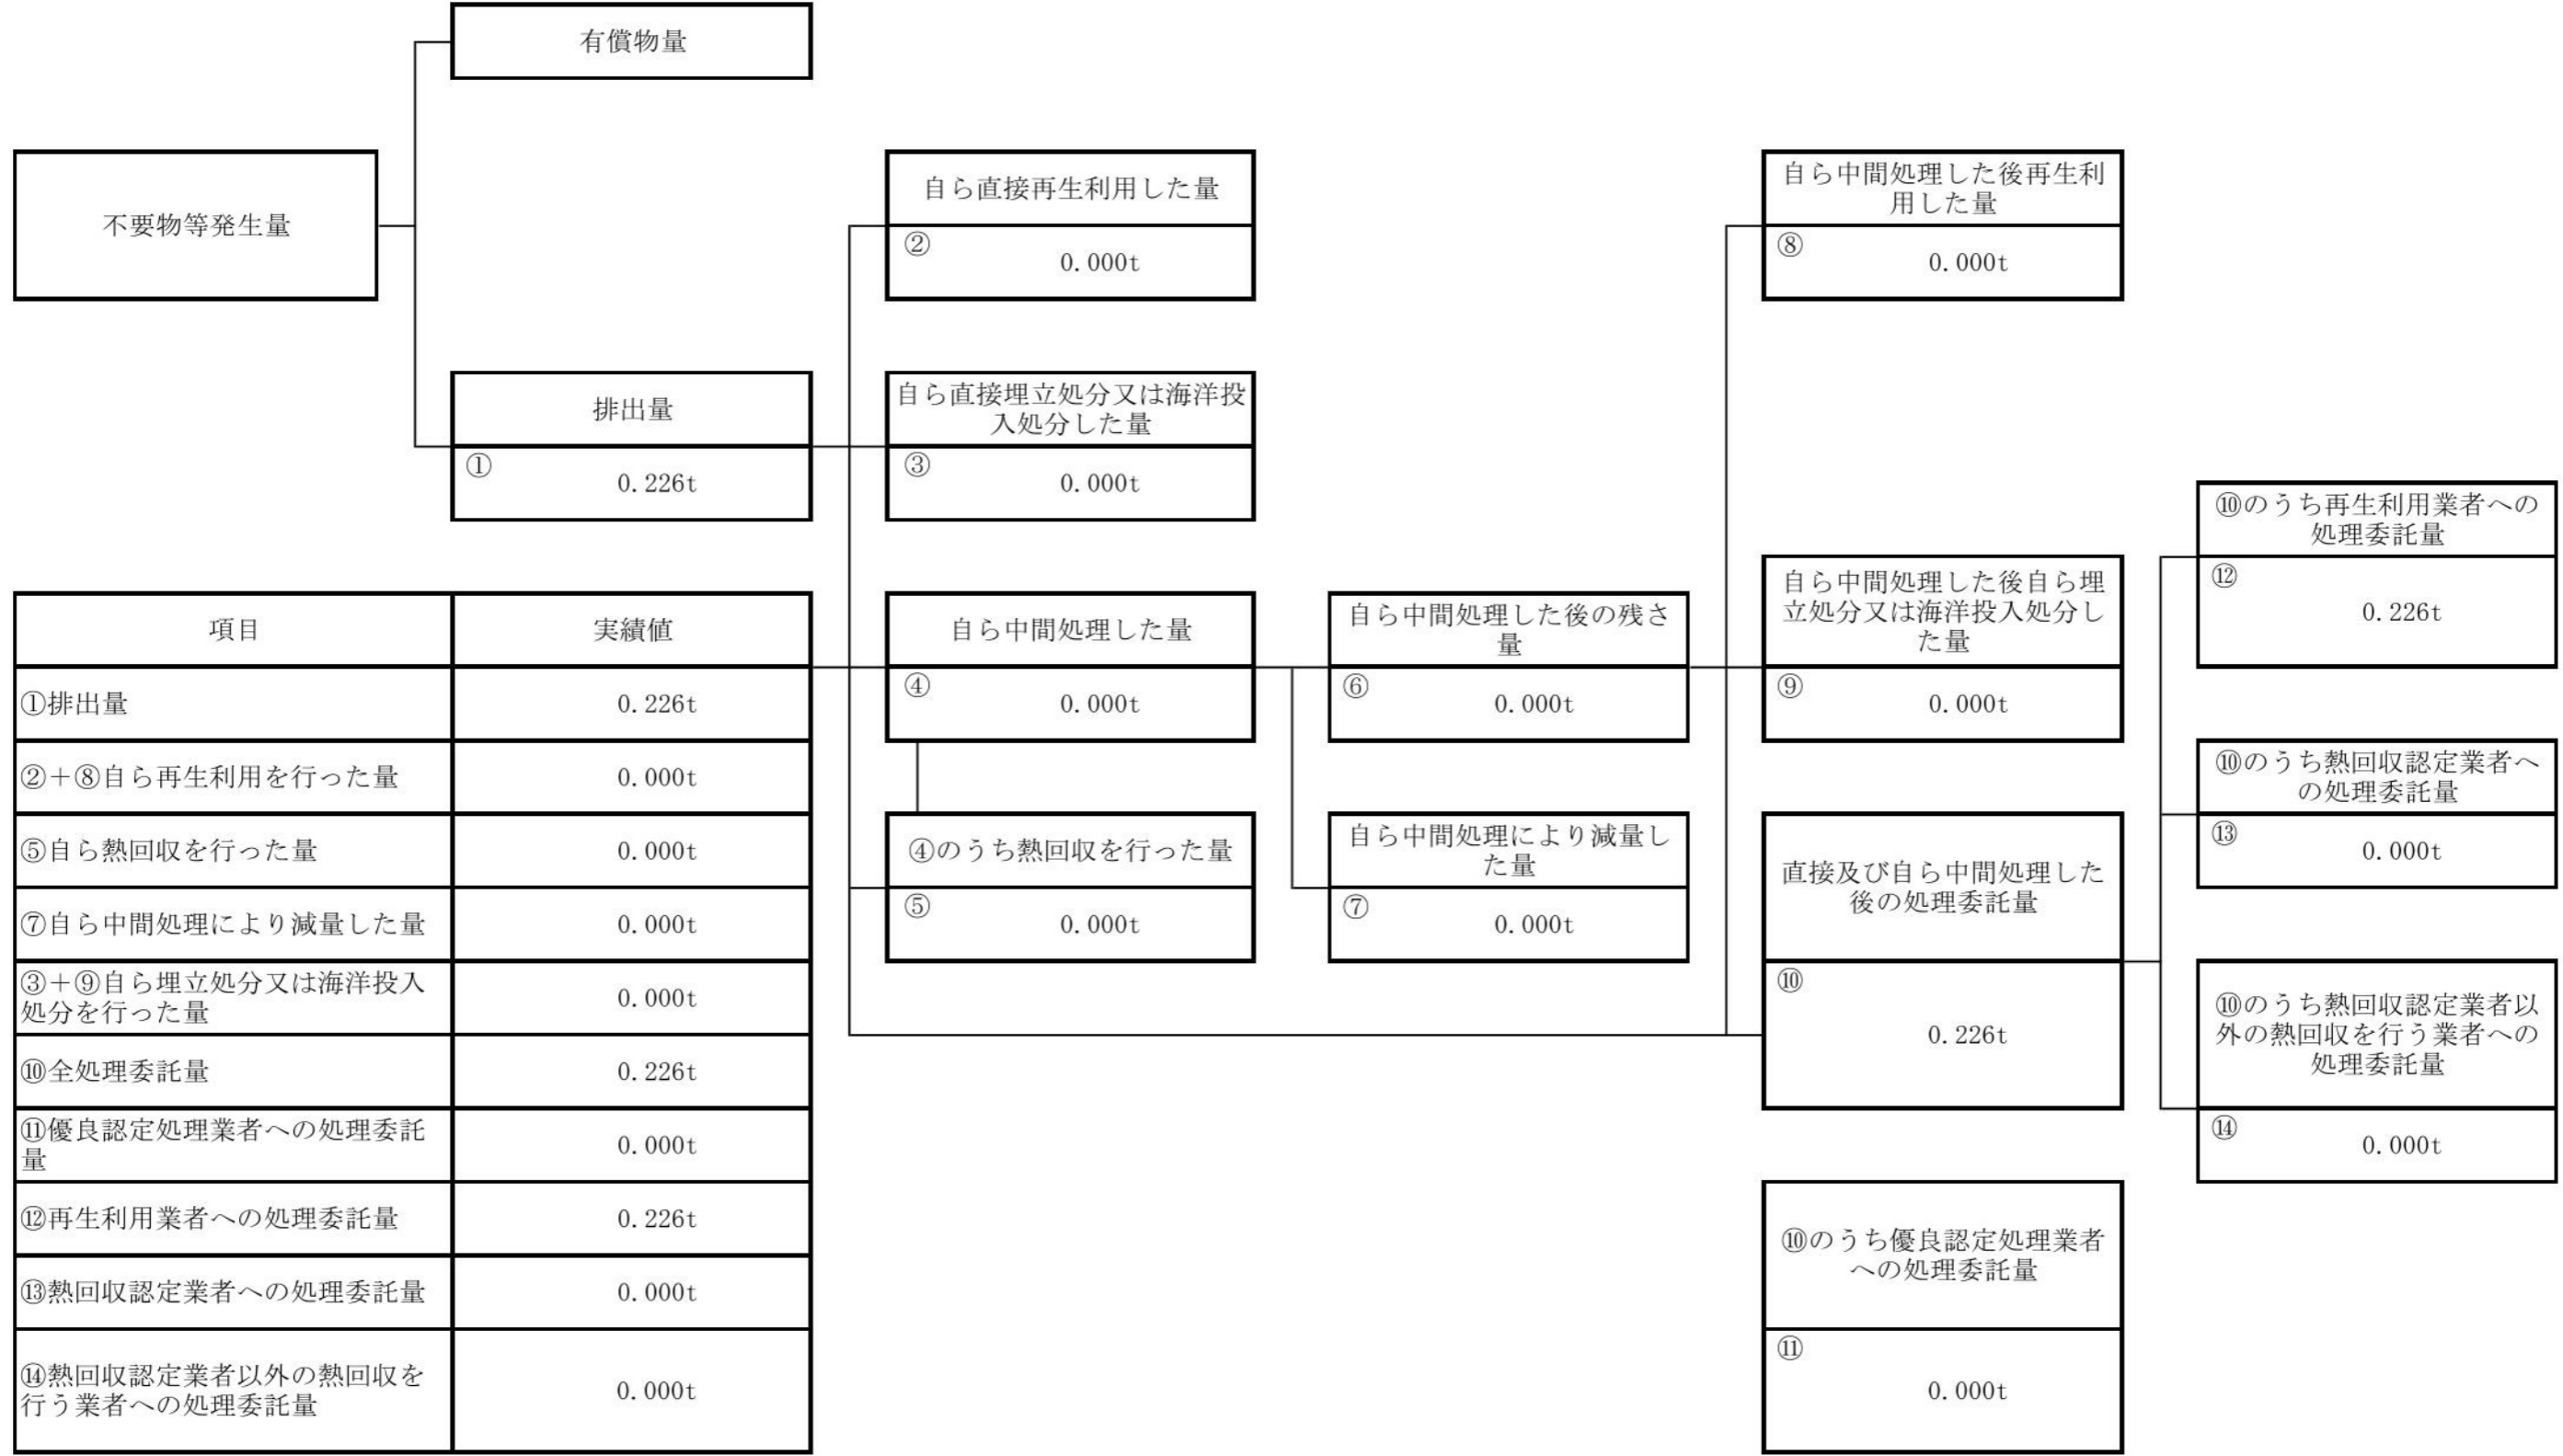 有償物量
不要物等発生量
自ら直接再生利用した量
②
0.000t
自ら中間処理した後再生利
用した量
⑧
0.000t
排出量
①
0.226t
自ら直接埋立処分又は海洋投
入処分した量
③
0.000t
自ら中間処理した量
④
0.000t
自ら中間処理した後の残さ
量
⑥
0.000t
自ら中間処理した後自ら埋
立処分又は海洋投入処分し
た量
⑨
0.000t
⑩のうち再生利用業者への
処理委託量
⑫
0.226t
④のうち熱回収を行った量
⑤
0.000t
自ら中間処理により減量し
た量
⑦
0.000t
直接及び自ら中間処理した
後の処理委託量
⑩
0.226t
⑩のうち熱回収認定業者へ
の処理委託量
⑬
0.000t
⑩のうち熱回収認定業者以
外の熱回収を行う業者への
処理委託量
⑭
0.000t
⑩のうち優良認定処理業者
への処理委託量
⑪
0.000t
項目 実績値
①排出量 0.226t
②+⑧自ら再生利用を行った量 0.000t
⑤自ら熱回収を行った量 0.000t
⑦自ら中間処理により減量した量 0.000t
③+⑨自ら埋立処分又は海洋投入
処分を行った量 0.000t
⑩全処理委託量 0.226t
⑪優良認定処理業者への処理委託
量 0.000t
⑫再生利用業者への処理委託量 0.226t
⑬熱回収認定業者への処理委託量 0.000t
⑭熱回収認定業者以外の熱回収を
行う業者への処理委託量 0.000t